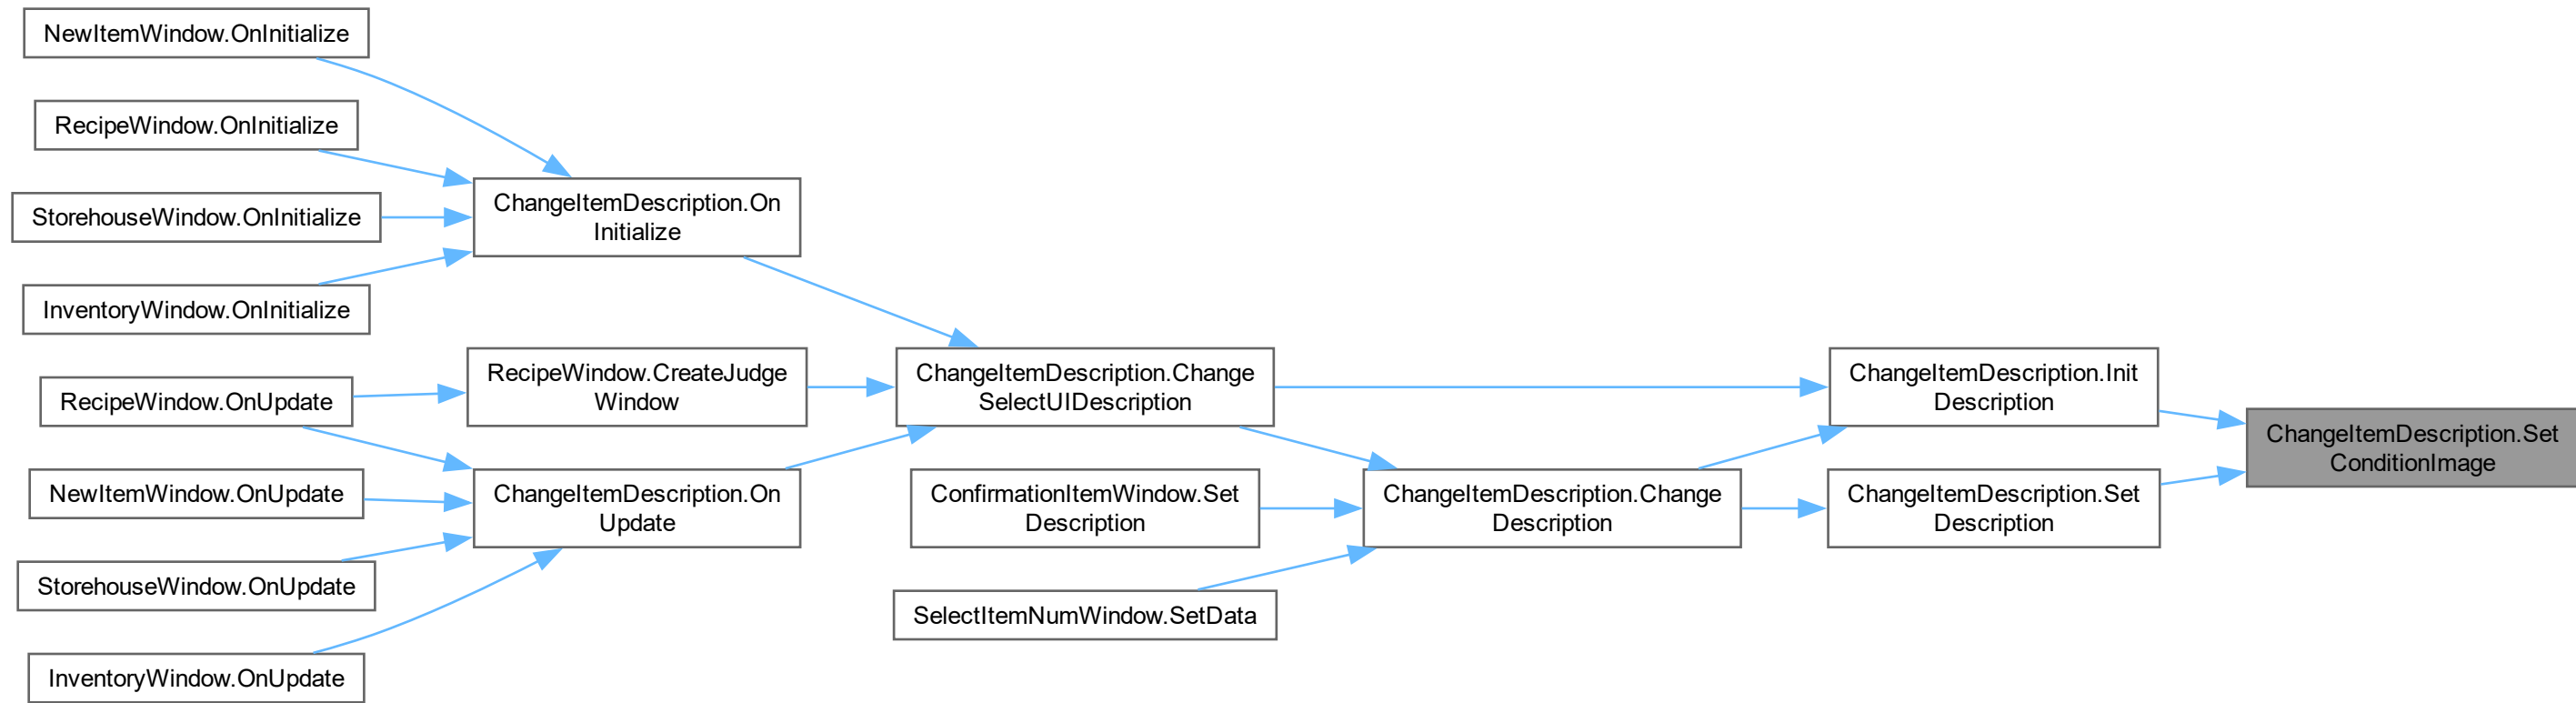 NewItemWindow.OnInitialize
RecipeWindow.OnInitialize
StorehouseWindow.OnInitialize
InventoryWindow.OnInitialize
RecipeWindow.OnUpdate
NewItemWindow.OnUpdate
StorehouseWindow.OnUpdate
InventoryWindow.OnUpdate
ChangeItemDescription.On
Initialize
RecipeWindow.CreateJudge
Window
ChangeItemDescription.On
Update
ChangeItemDescription.Change
SelectUIDescription
ConfirmationItemWindow.Set
Description
SelectItemNumWindow.SetData
ChangeItemDescription.Change
Description
ChangeItemDescription.Init
Description
ChangeItemDescription.Set
Description
ChangeItemDescription.Set
ConditionImage